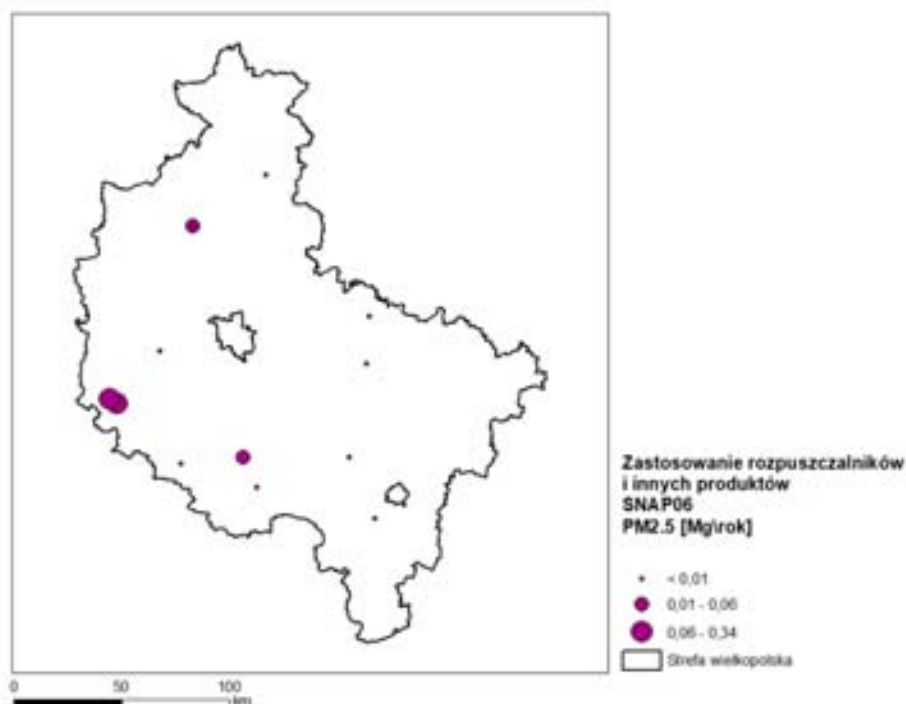 Zastosowanie rozpuszczalników
i innych produktów
SNAP06
PM2.5 [Mg\rok]
< 0,01
0,01 - 0,06
0,06 - 0,34
Strefa wielkopolska
0 50 100
km